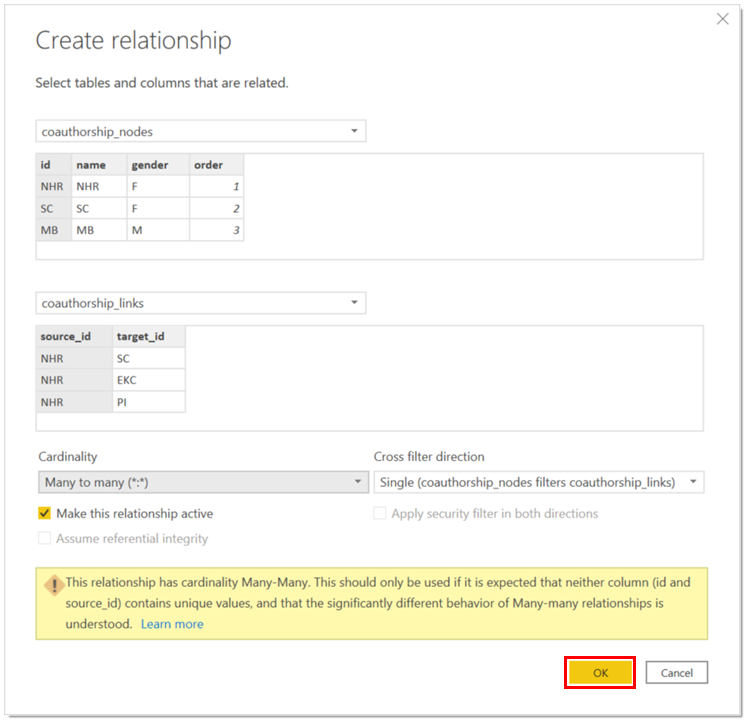 Create relationship
Select tables and columns that are related.
coauthorship_nodes
id name gender order
NHR NHR F 1
SC SC F 2
MB MB M 3
coauthorship_links
source_id target_id
NHR SC
NHR EKC
NHR PI
Cardinality Cross filter direction
Many to many (*:*) Single (coauthorship_nodes filters coauthorship_links)
Make this relationship active Apply security filter in both directions
Assume referential integrity
This relationship has cardinality Many-Many. This should only be used if it is expected that neither column (id and
source_id) contains unique values, and that the significantly different behavior of Many-many relationships is
understood. Learn more
OK Cancel